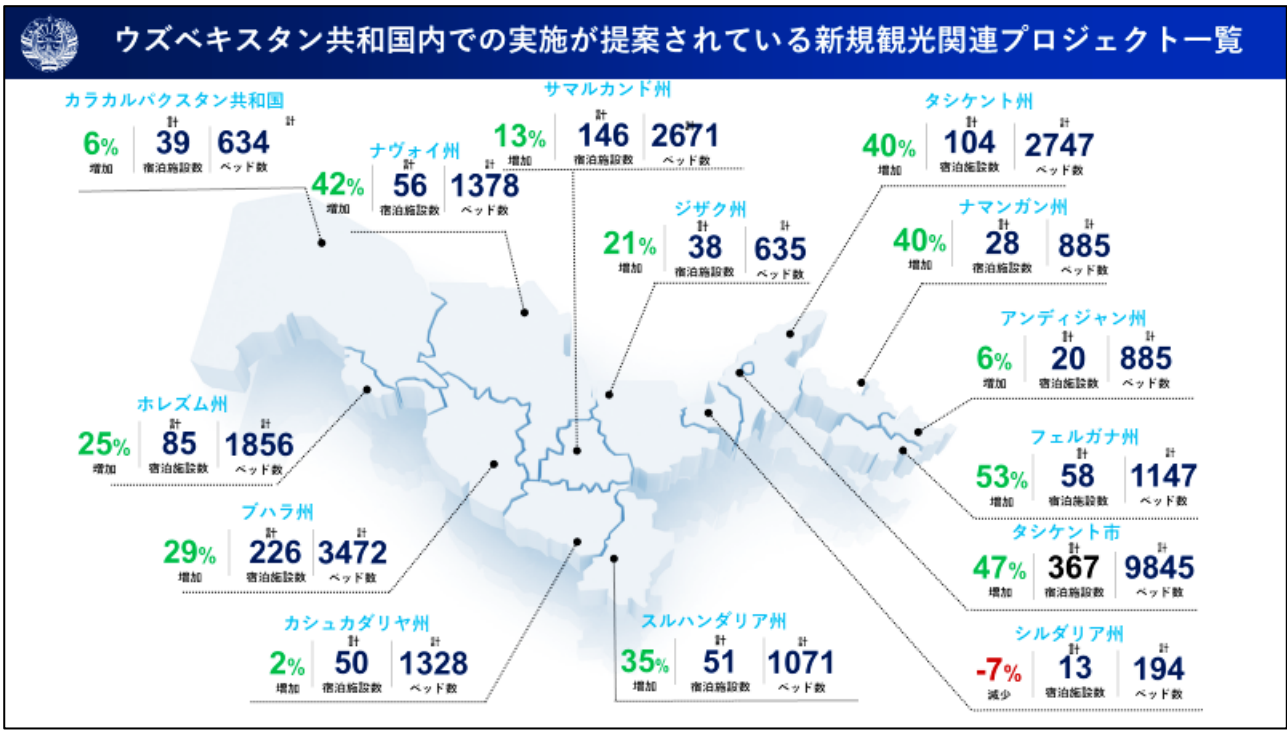 ウズベキスタン共和国内での実施が提案されている新規観光関連プロジェクト一覧
カラカルパクスタン共和国
計 計
6% 39 634
増加 宿泊施設数 ベッド数
ナヴォイ州
計 計
42% 56 1378
増加 宿泊施設数 ベッド数
サマルカンド州
計 計
13% 146 2671
増加 宿泊施設数 ベッド数
ジザク州
計 計
21% 38 635
増加 宿泊施設数 ベッド数
タシケント州
計 計
40% 104 2747
増加 宿泊施設数 ベッド数
ナマンガン州
計 計
40% 28 885
増加 宿泊施設数 ベッド数
アンディジャン州
計 計
6% 20 885
増加 宿泊施設数 ベッド数
フェルガナ州
計 計
53% 58 1147
増加 宿泊施設数 ベッド数
タシケント市
計 計
47% 367 9845
増加 宿泊施設数 ベッド数
シルダリア州
計 計
-7% 13 194
減少 宿泊施設数 ベッド数
ホレズム州
計 計
25% 85 1856
増加 宿泊施設数 ベッド数
ブハラ州
計 計
29% 226 3472
増加 宿泊施設数 ベッド数
カシュカダリヤ州
計 計
2% 50 1328
増加 宿泊施設数 ベッド数
スルハンダリア州
計 計
35% 51 1071
増加 宿泊施設数 ベッド数